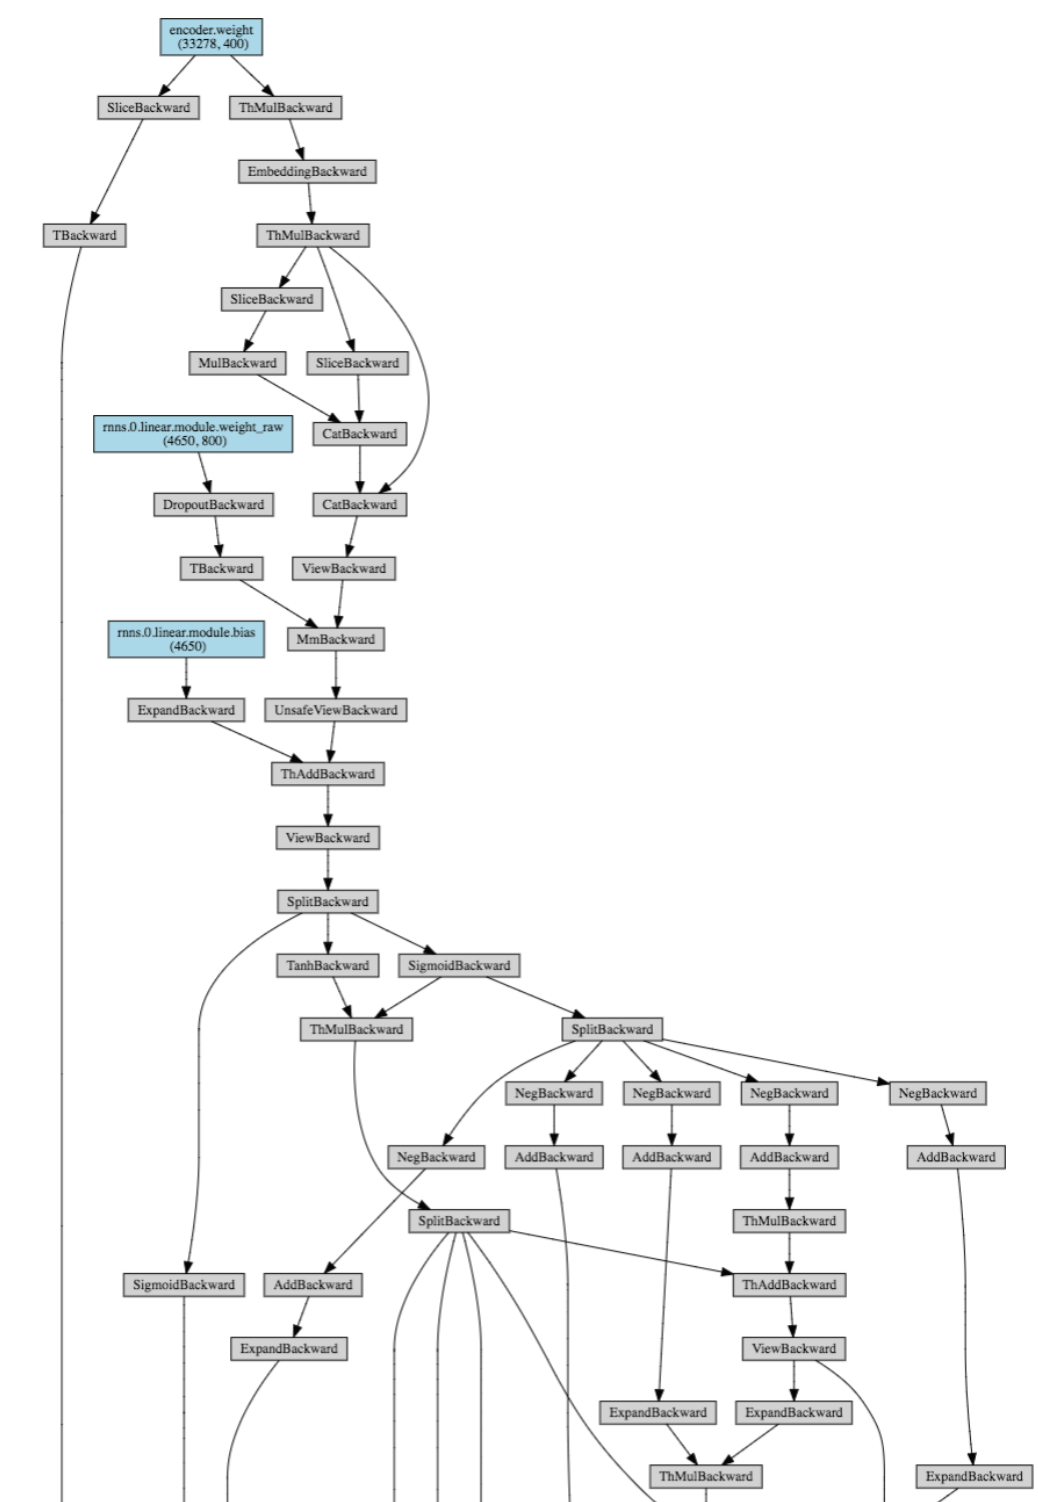 encoder.weight
(33278, 400)
SliceBackward
ThMulBackward
EmbeddingBackward
TBackward
ThMulBackward
SliceBackward
MulBackward
SliceBackward
rnns.0.linear.module.weight_raw
(4650, 800)
CatBackward
DropoutBackward
CatBackward
TBackward
ViewBackward
rnns.0.linear.module.bias
(4650)
MmBackward
ExpandBackward
UnsafeViewBackward
ThAddBackward
ViewBackward
SplitBackward
TanhBackward
SigmoidBackward
ThMulBackward
SplitBackward
NegBackward
NegBackward
NegBackward
NegBackward
NegBackward
AddBackward
AddBackward
AddBackward
AddBackward
SplitBackward
ThMulBackward
SigmoidBackward
AddBackward
ThAddBackward
ExpandBackward
ViewBackward
ExpandBackward
ExpandBackward
ThMulBackward
ExpandBackward